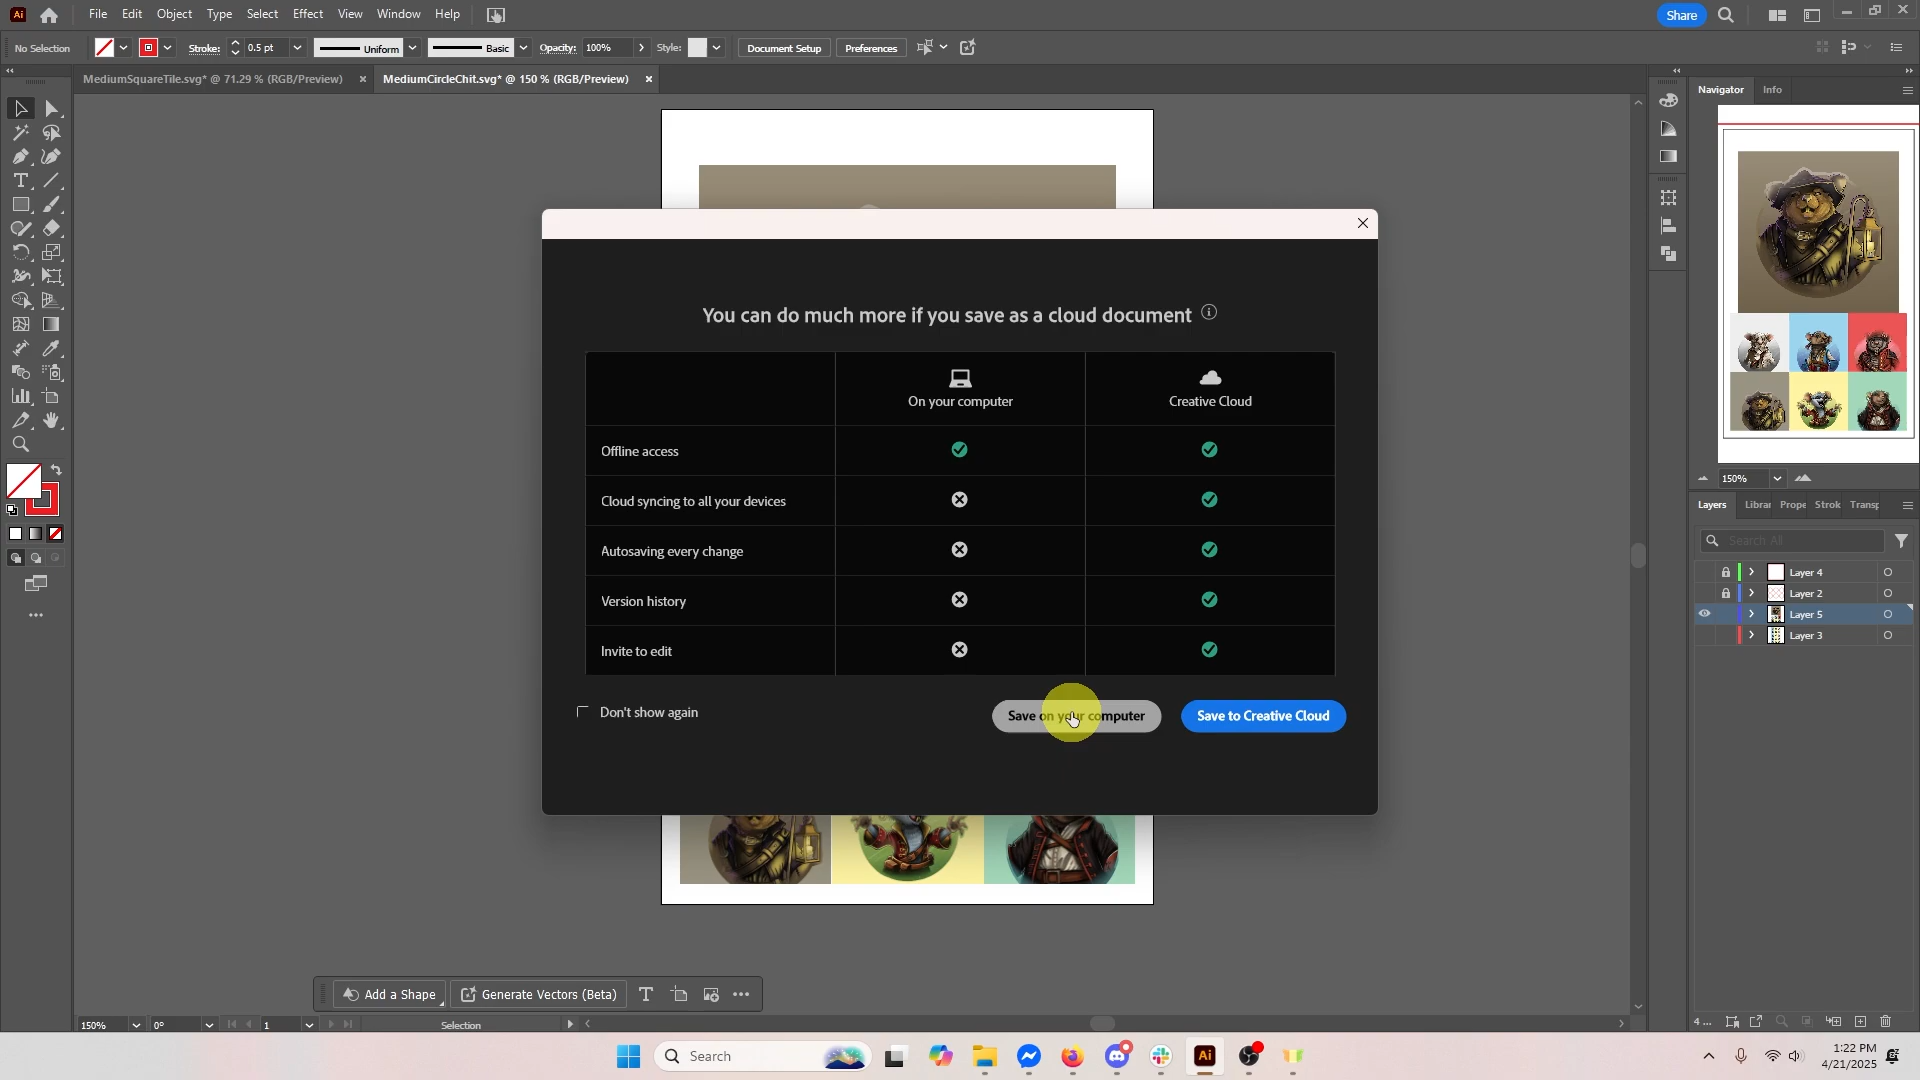 Ai File Edit Object Type Select Effect View Window Help Share
No Selection Stroke: 0.5 pt Uniform Basic Opacity: 100% Style: Document Setup Preferences
MediumSquareTile.svg* @ 71.29 % (RGB/Preview) × MediumCircleChit.svg* @ 150 % (RGB/Preview) ×
Navigator Info
You can do much more if you save as a cloud document
On your computer Creative Cloud
Offline access
Cloud syncing to all your devices
Autosaving every change
Version history
Invite to edit
Don't show again Save on your computer Save to Creative Cloud
150%
Layers Librar Prope Strok Transp
Search All
Layer 4
Layer 2
Layer 5
Layer 3
Add a Shape Generate Vectors (Beta)
150% 0° 1 Selection
4 ...
Search
Ai
1:22 PM
4/21/2025